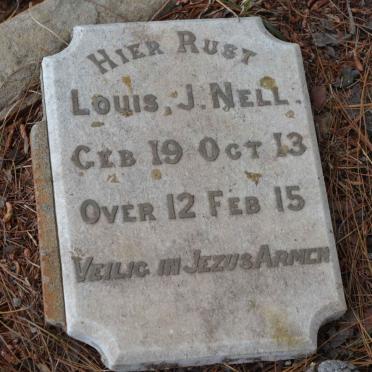 HIER RUST
LOUIS. J. NELL.
GEB 19 OCT 13
OVER 12 FEB 15
VEILIG IN JEZUS ARMEN